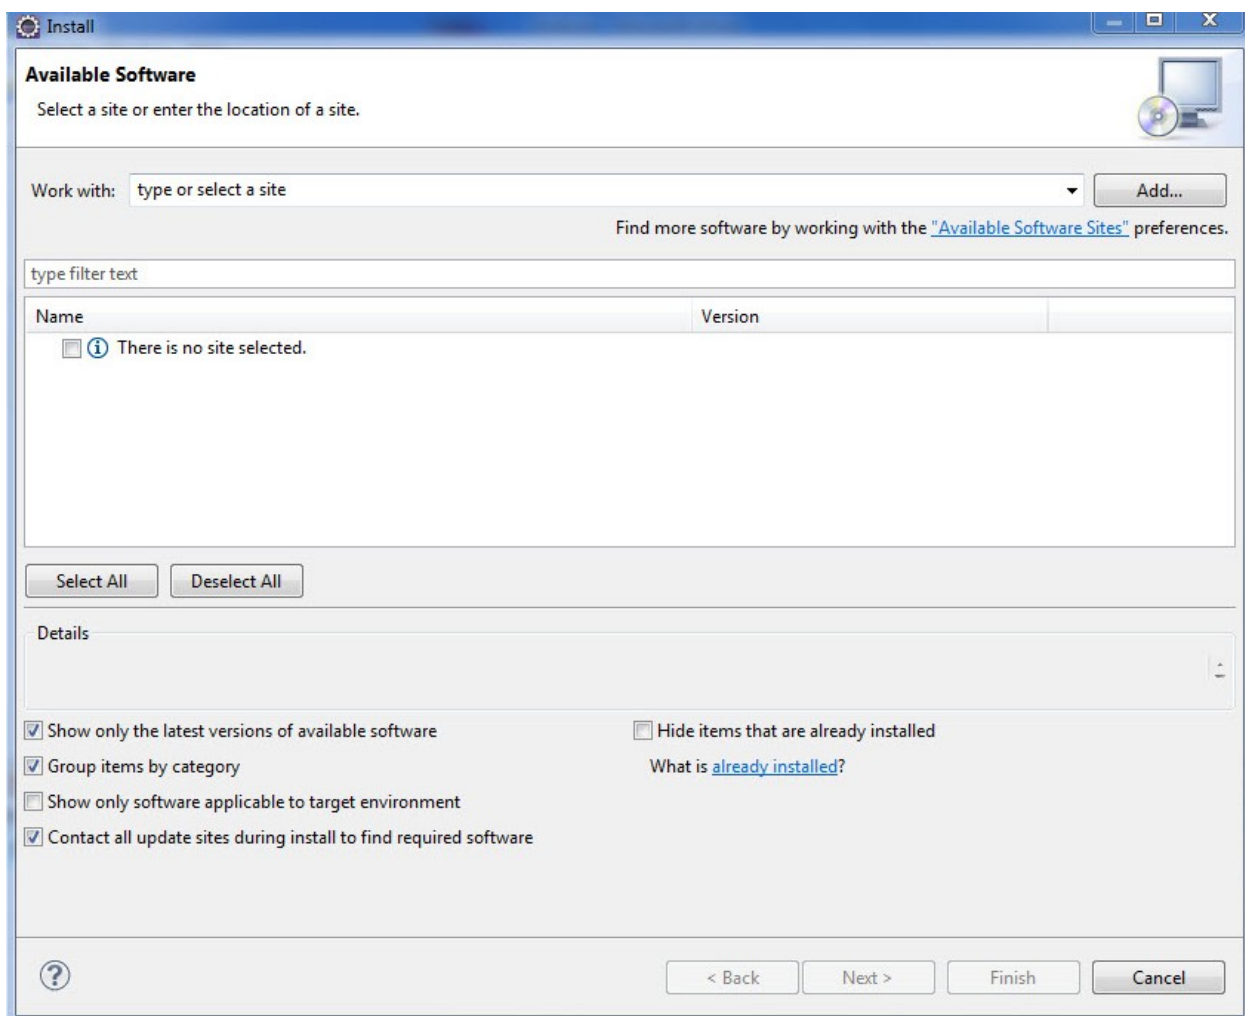 Install
Available Software
Select a site or enter the location of a site.
Work with: type or select a site Add...
Find more software by working with the "Available Software Sites" preferences.
type filter text
Name Version
There is no site selected.
Select All Deselect All
Details
Show only the latest versions of available software Hide items that are already installed
Group items by category What is already installed?
Show only software applicable to target environment
Contact all update sites during install to find required software
< Back Next > Finish Cancel